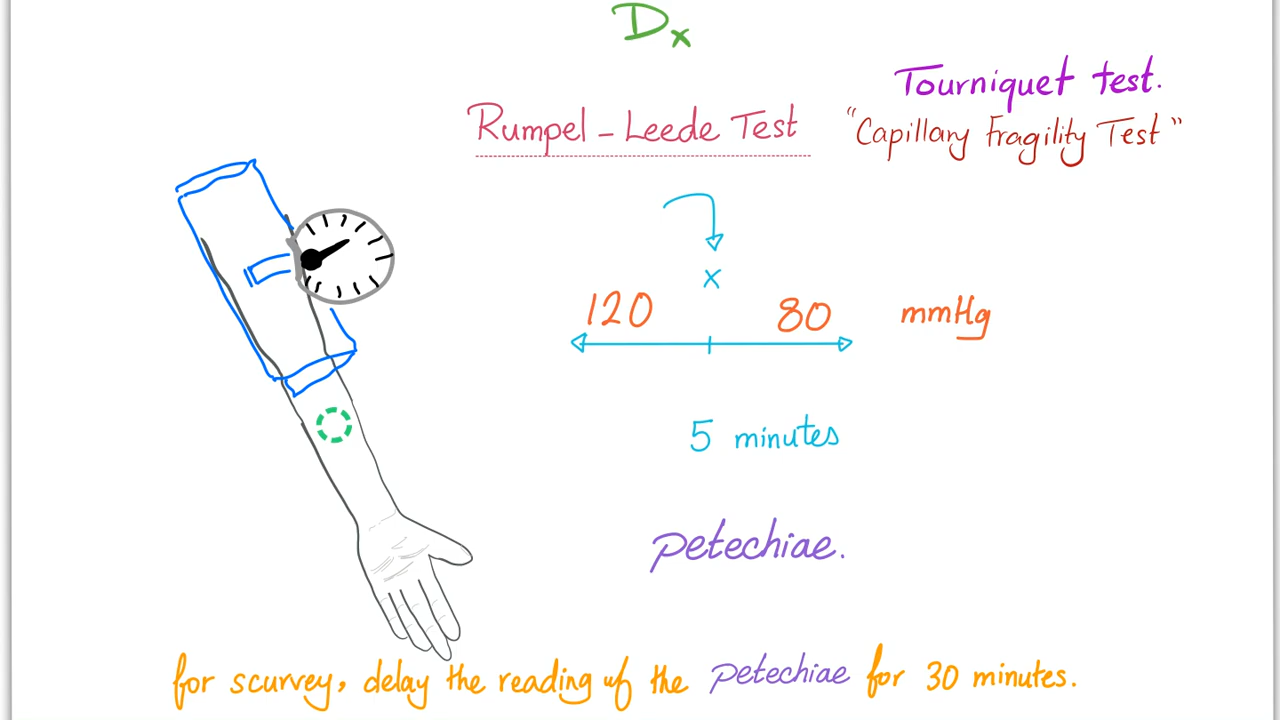 Dx
Tourniquet test.
Rumpel-Leede Test
"Capillary Fragility Test"
x
120 80 mmHg
5 minutes
petechiae.
for scurvey, delay the reading of the petechiae for 30 minutes.